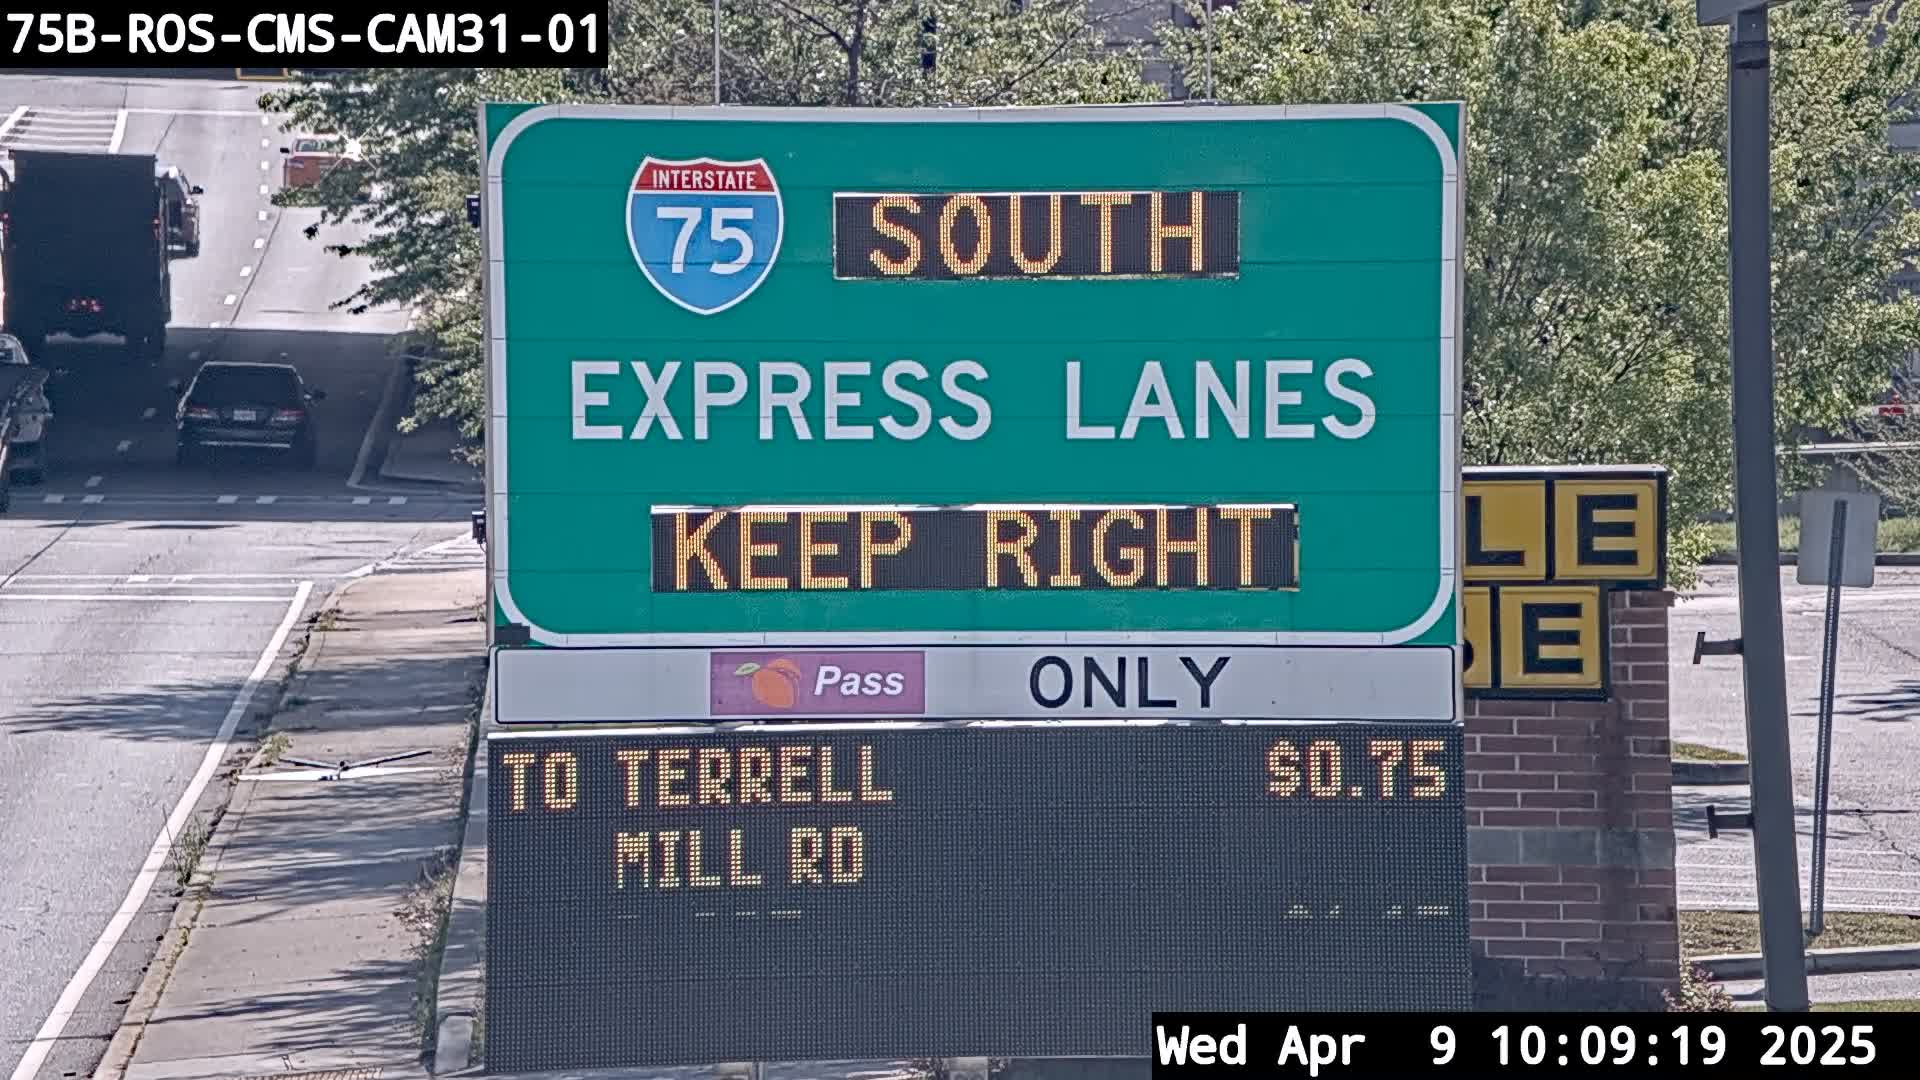 75B-ROS-CMS-CAM31-01
INTERSTATE
75
SOUTH
EXPRESS LANES
KEEP RIGHT
Pass ONLY
TO TERRELL $0.75
MILL RD
LE
E
Wed Apr 9 10:09:19 2025